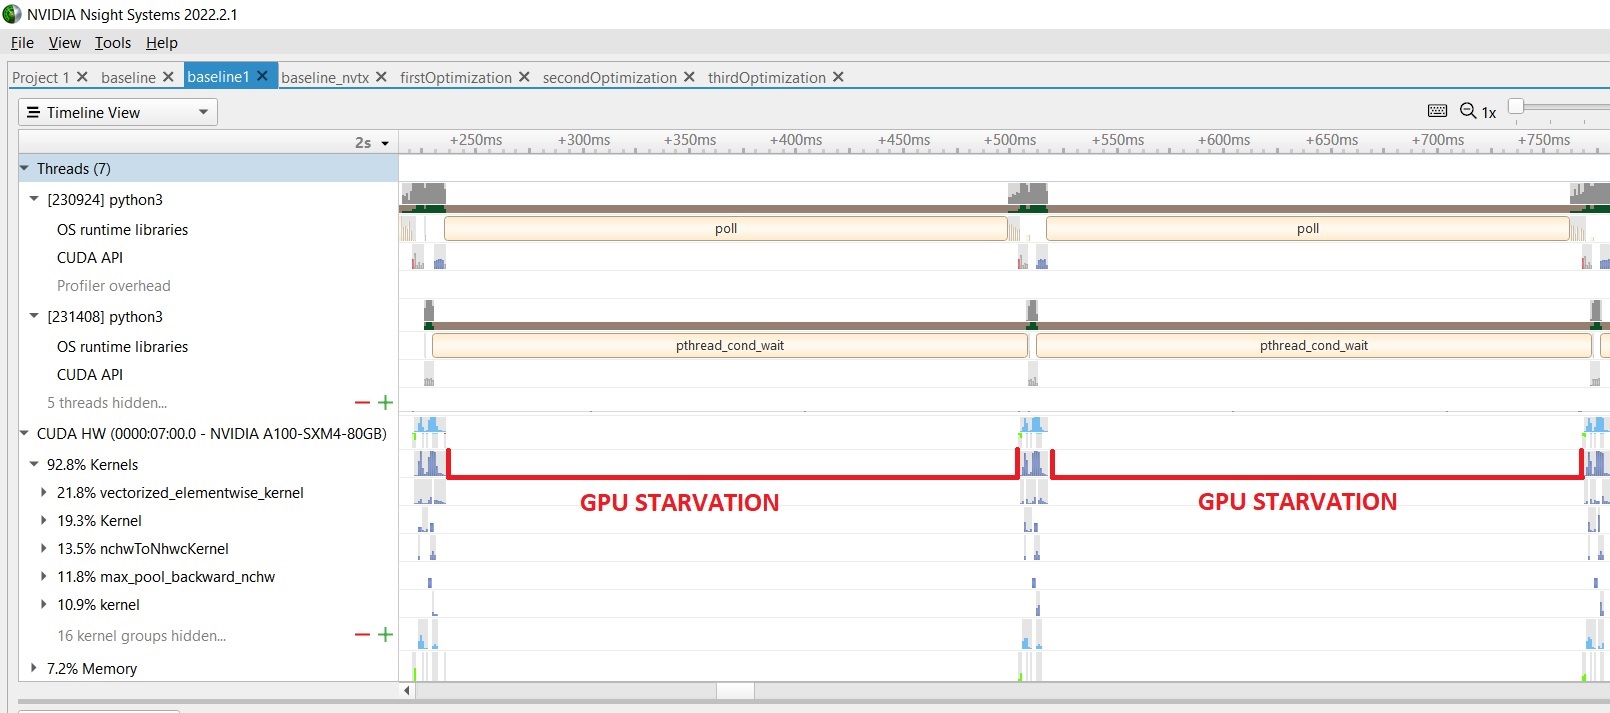 NVIDIA Nsight Systems 2022.2.1
File View Tools Help
Project 1 baseline baseline1 baseline_nvtx firstOptimization secondOptimization thirdOptimization
Timeline View 1x
2s +250ms +300ms +350ms +400ms +450ms +500ms +550ms +600ms +650ms +700ms +750ms
Threads (7)
[230924] python3
OS runtime libraries poll poll
CUDA API
Profiler overhead
[231408] python3
OS runtime libraries pthread_cond_wait pthread_cond_wait
CUDA API
5 threads hidden...
CUDA HW (0000:07:00.0 - NVIDIA A100-SXM4-80GB)
92.8% Kernels
21.8% vectorized_elementwise_kernel GPU STARVATION GPU STARVATION
19.3% Kernel
13.5% nchwToNhwcKernel
11.8% max_pool_backward_nchw
10.9% kernel
16 kernel groups hidden...
7.2% Memory